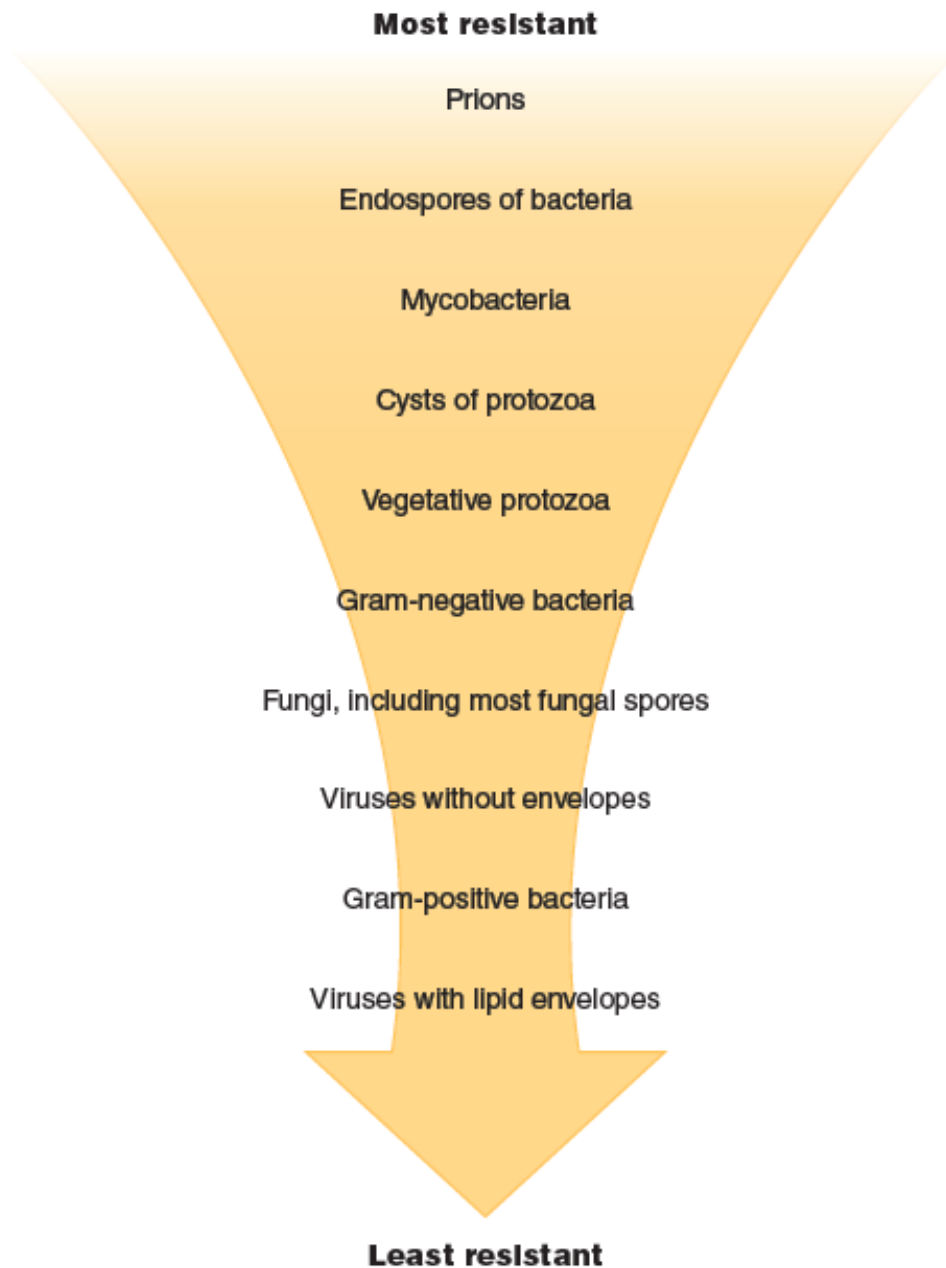 Most resistant
Prions
Endospores of bacteria
Mycobacteria
Cysts of protozoa
Vegetative protozoa
Gram-negative bacteria
Fungi, including most fungal spores
Viruses without envelopes
Gram-positive bacteria
Viruses with lipid envelopes
Least resistant